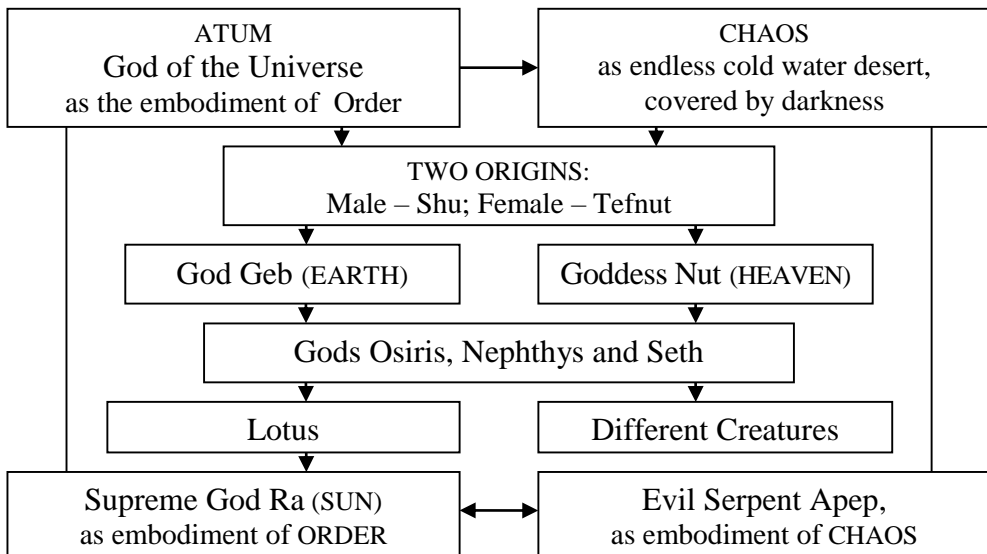 ATUM
God of the Universe
as the embodiment of Order
CHAOS
as endless cold water desert,
covered by darkness
TWO ORIGINS:
Male – Shu; Female – Tefnut
God Geb (EARTH)
Goddess Nut (HEAVEN)
Gods Osiris, Nephthys and Seth
Lotus
Different Creatures
Supreme God Ra (SUN)
as embodiment of ORDER
Evil Serpent Apep,
as embodiment of CHAOS